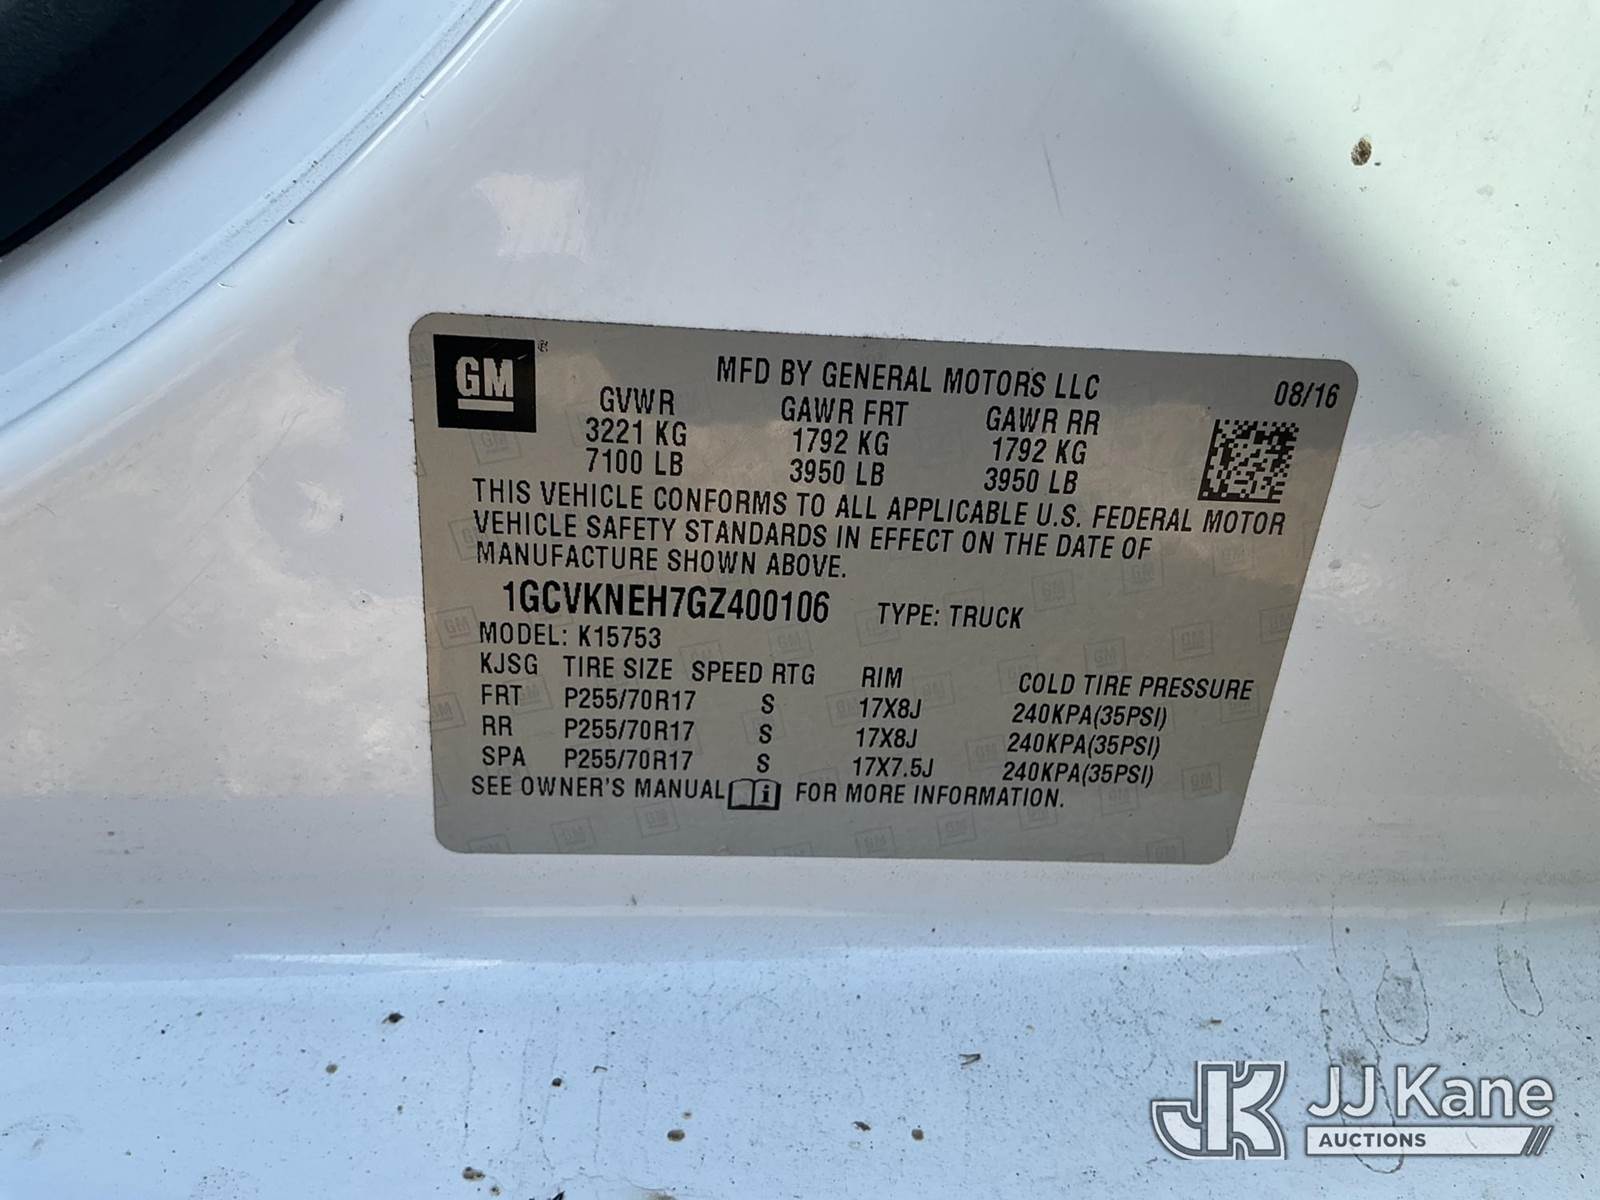 GM
MFD BY GENERAL MOTORS LLC 08/16
GVWR GAWR FRT GAWR RR
3221 KG 1792 KG 1792 KG
7100 LB 3950 LB 3950 LB
THIS VEHICLE CONFORMS TO ALL APPLICABLE U.S. FEDERAL MOTOR
VEHICLE SAFETY STANDARDS IN EFFECT ON THE DATE OF
MANUFACTURE SHOWN ABOVE.
1GCVKNEH7GZ400106 TYPE: TRUCK
MODEL: K15753
KJSG TIRE SIZE SPEED RTG RIM COLD TIRE PRESSURE
FRT P255/70R17 S 17X8J 240KPA(35PSI)
RR P255/70R17 S 17X8J 240KPA(35PSI)
SPA P255/70R17 S 17X7.5J 240KPA(35PSI)
SEE OWNER'S MANUAL i FOR MORE INFORMATION.
JK JJ Kane
AUCTIONS